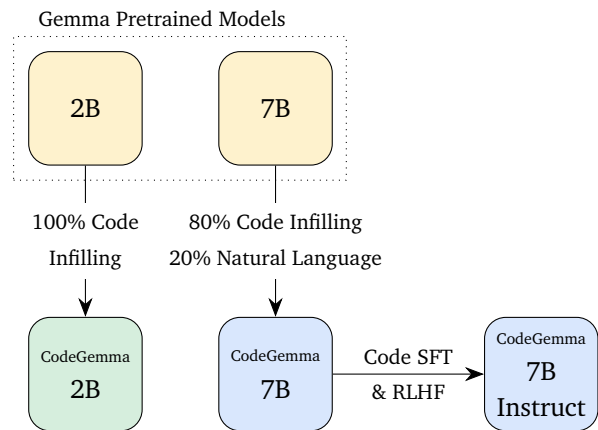 Gemma Pretrained Models
2B
7B
100% Code
Infilling
80% Code Infilling
20% Natural Language
CodeGemma
2B
CodeGemma
7B
Code SFT
& RLHF
CodeGemma
7B
Instruct